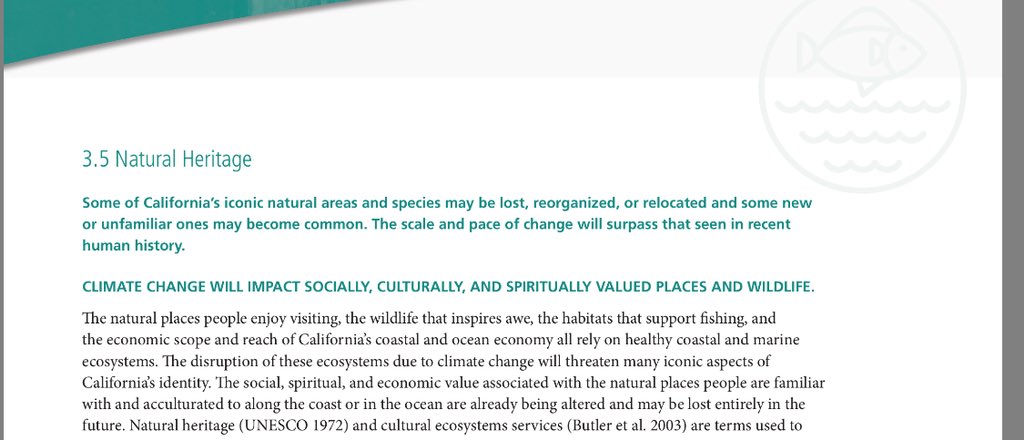 3.5 Natural Heritage
Some of California’s iconic natural areas and species may be lost, reorganized, or relocated and some new
or unfamiliar ones may become common. The scale and pace of change will surpass that seen in recent
human history.
CLIMATE CHANGE WILL IMPACT SOCIALLY, CULTURALLY, AND SPIRITUALLY VALUED PLACES AND WILDLIFE.
The natural places people enjoy visiting, the wildlife that inspires awe, the habitats that support fishing, and
the economic scope and reach of California’s coastal and ocean economy all rely on healthy coastal and marine
ecosystems. The disruption of these ecosystems due to climate change will threaten many iconic aspects of
California’s identity. The social, spiritual, and economic value associated with the natural places people are familiar
with and acculturated to along the coast or in the ocean are already being altered and may be lost entirely in the
future. Natural heritage (UNESCO 1972) and cultural ecosystems services (Butler et al. 2003) are terms used to